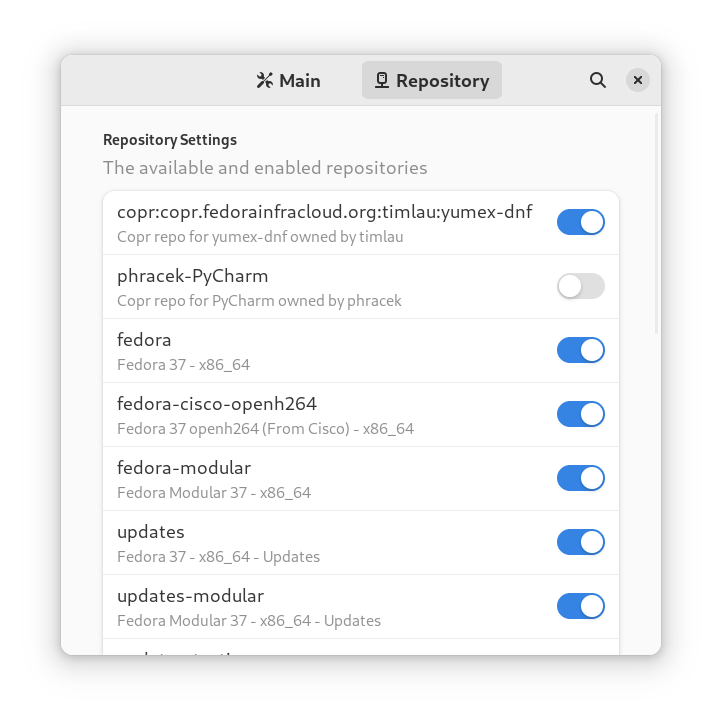 Main
Repository
Repository Settings
The available and enabled repositories
copr:copr.fedorainfracloud.org:timlau:yumex-dnf
Copr repo for yumex-dnf owned by timlau
phracek-PyCharm
Copr repo for PyCharm owned by phracek
fedora
Fedora 37 - x86_64
fedora-cisco-openh264
Fedora 37 openh264 (From Cisco) - x86_64
fedora-modular
Fedora Modular 37 - x86_64
updates
Fedora 37 - x86_64 - Updates
updates-modular
Fedora Modular 37 - x86_64 - Updates